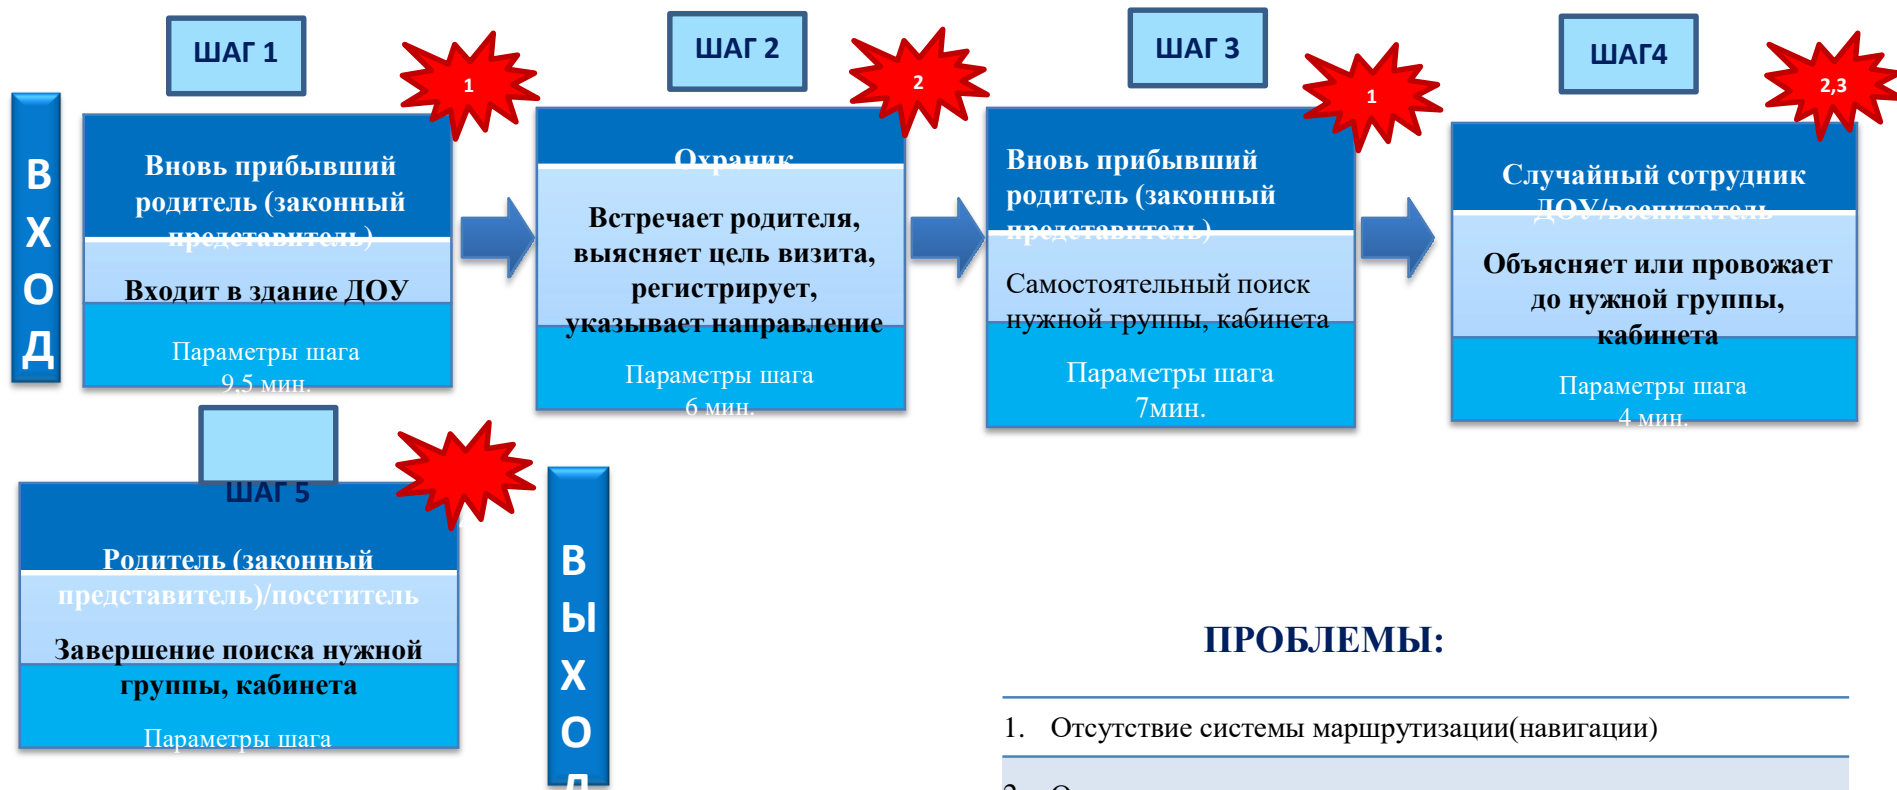 ШАГ 1
1
ШАГ 2
2
ШАГ 3
1
ШАГ4
2,3
ВХОД
Вновь прибывший
родитель (законный
представитель)
Входит в здание ДОУ
Параметры шага
9,5 мин.
Охраник
Встречает родителя,
выясняет цель визита,
регистрирует,
указывает направление
Параметры шага
6 мин.
Вновь прибывший
родитель (законный
представитель)
Самостоятельный поиск
нужной группы, кабинета
Параметры шага
7мин.
Случайный сотрудник
ДОУ/воспитатель
Объясняет или провожает
до нужной группы,
кабинета
Параметры шага
4 мин.
ШАГ 5
Родитель (законный
представитель)/посетитель
Завершение поиска нужной
группы, кабинета
Параметры шага
ВЫХОД
ПРОБЛЕМЫ:
1. Отсутствие системы маршрутизации(навигации)
2.